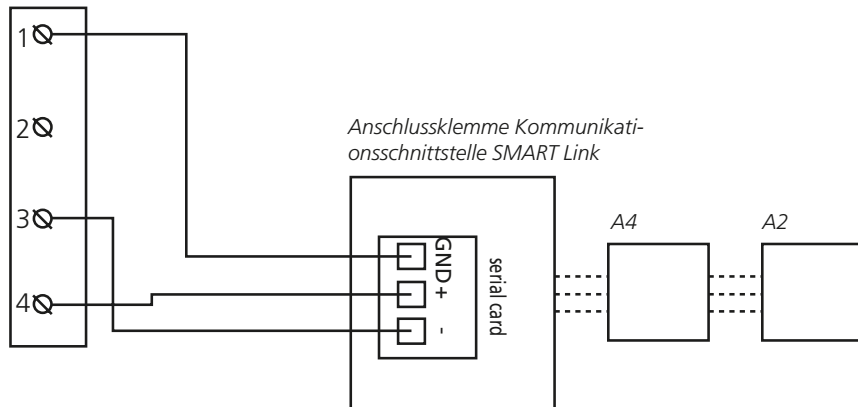 1
2
3
4
Anschlussklemme Kommunikati-
onsschnittstelle SMART Link
GND
+
-
serial card
A4
A2